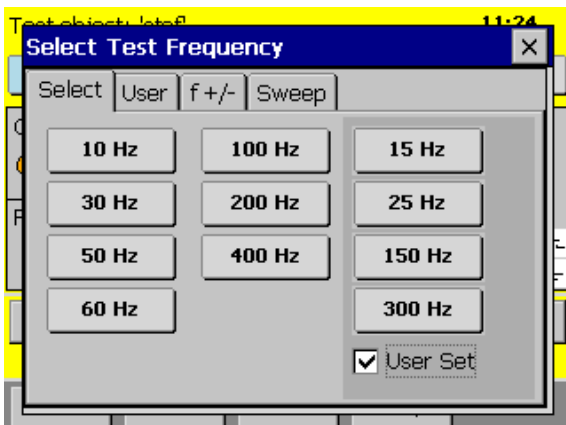 11:24
Select Test Frequency
Select User f +/- Sweep
10 Hz 100 Hz 15 Hz
30 Hz 200 Hz 25 Hz
50 Hz 400 Hz 150 Hz
60 Hz 300 Hz
User Set